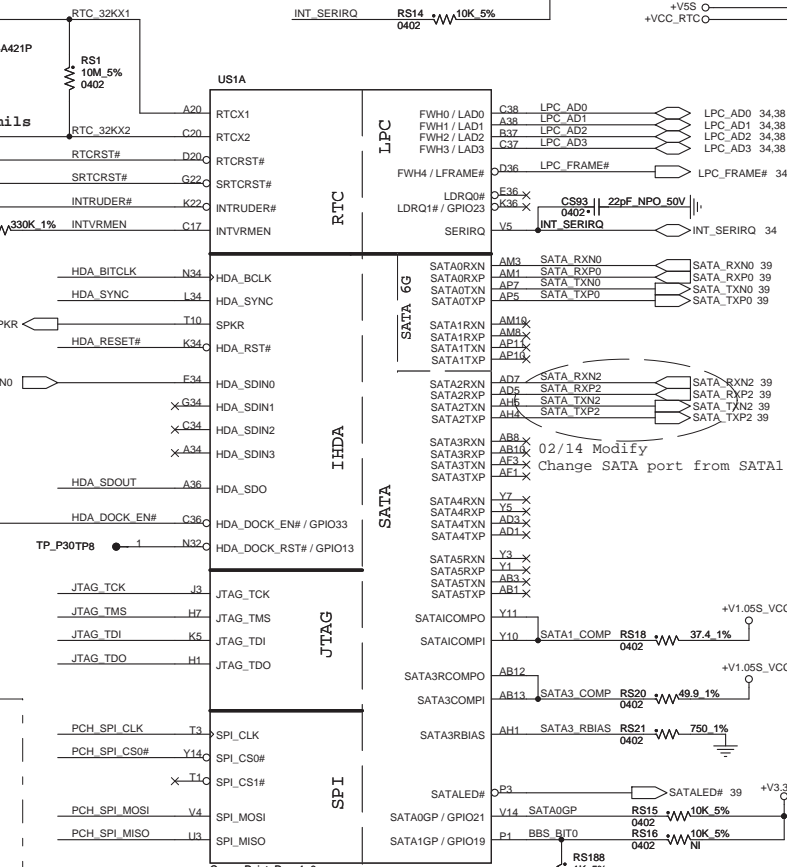 RTC_32KX1
INT_SERIRQ RS14 10K_5%
0402
+V5S
+VCC_RTC
A421P
RS1
10M_5%
0402
US1A
RTC_32KX2
A20 RTCX1 FWH0 / LAD0 C38 LPC_AD0 LPC_AD0 34,38
FWH1 / LAD1 A38 LPC_AD1 LPC_AD1 34,38
C20 RTCX2 FWH2 / LAD2 B37 LPC_AD2 LPC_AD2 34,38
FWH3 / LAD3 C37 LPC_AD3 LPC_AD3 34,38
LPC
RTCRST# D20 RTCRST#
FWH4 / LFRAME# D36 LPC_FRAME# LPC_FRAME# 34
SRTCRST# G22 SRTCRST#
LDRQ0# E36
INTRUDER# K22 INTRUDER# LDRQ1# / GPIO23 K36
RTC
CS93 22pF_NPO_50V
0402
330K_1% INTVRMEN C17 INTVRMEN SERIRQ V5 INT_SERIRQ INT_SERIRQ 34
SATA0RXN AM3 SATA_RXN0 SATA_RXN0 39
HDA_BITCLK N34 HDA_BCLK SATA0RXP AM1 SATA_RXP0 SATA_RXP0 39
SATA0TXN AP7 SATA_TXN0 SATA_TXN0 39
HDA_SYNC L34 HDA_SYNC SATA0TXP AP5 SATA_TXP0 SATA_TXP0 39
SATA 6G
PKR T10 SPKR SATA1RXN AM10
SATA1RXP AM8
HDA_RESET# K34 HDA_RST# SATA1TXN AP11
SATA1TXP AP10
N0 E34 HDA_SDIN0 SATA2RXN AD7 SATA_RXN2 SATA_RXN2 39
SATA2RXP AD5 SATA_RXP2 SATA_RXP2 39
G34 HDA_SDIN1 SATA2TXN AH5 SATA_TXN2 SATA_TXN2 39
SATA2TXP AH4 SATA_TXP2 SATA_TXP2 39
C34 HDA_SDIN2
IHDA
SATA3RXN AB8
A34 HDA_SDIN3 SATA3RXP AB10
SATA3TXN AF3
SATA3TXP AF1
02/14 Modify
Change SATA port from SATA1
HDA_SDOUT A36 HDA_SDO
SATA
SATA4RXN Y7
SATA4RXP Y5
HDA_DOCK_EN# C36 HDA_DOCK_EN# / GPIO33 SATA4TXN AD3
SATA4TXP AD1
TP_P30TP8 1 N32 HDA_DOCK_RST# / GPIO13
SATA5RXN Y3
SATA5RXP Y1
SATA5TXN AB3
SATA5TXP AB1
JTAG_TCK J3 JTAG_TCK
JTAG_TMS H7 JTAG_TMS SATAICOMPO Y11 +V1.05S_VCC
JTAG
JTAG_TDI K5 JTAG_TDI SATAICOMPI Y10 SATA1_COMP RS18 37.4_1%
0402
JTAG_TDO H1 JTAG_TDO
SATA3RCOMPO AB12 +V1.05S_VCC
SATA3COMPI AB13 SATA3_COMP RS20 49.9_1%
0402
PCH_SPI_CLK T3 SPI_CLK SATA3RBIAS AH1 SATA3_RBIAS RS21 750_1%
0402
PCH_SPI_CS0# Y14 SPI_CS0#
T1 SPI_CS1#
SPI
SATALED# P3 SATALED# 39 +V3.3
PCH_SPI_MOSI V4 SPI_MOSI SATA0GP / GPIO21 V14 SATA0GP RS15 10K_5%
0402
PCH_SPI_MISO U3 SPI_MISO SATA1GP / GPIO19 P1 BBS_BIT0 RS16 10K_5%
0402 NI
RS188